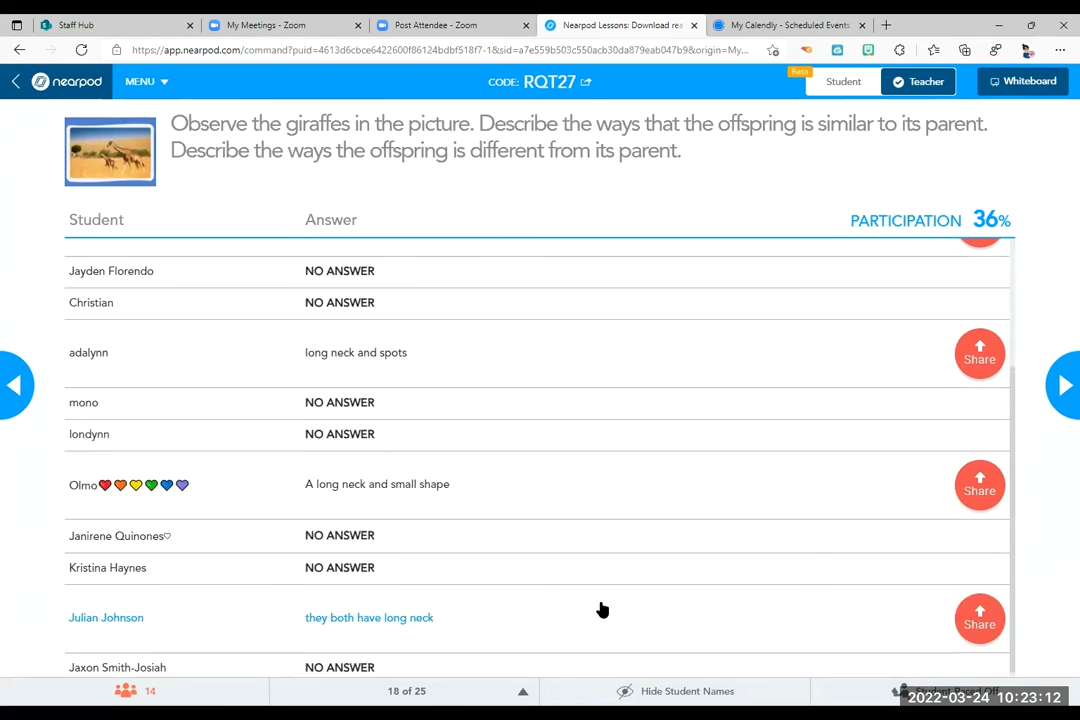 Staff Hub
My Meetings - Zoom
Post Attendee - Zoom
Nearpod Lessons: Download rea
My Calendly - Scheduled Events
https://app.nearpod.com/command?puid=4613d6cbce6422600f86124bdbf518f7-1&sid=a7e559b503c550acb30da879eab047b9&origin=My...
nearpod
MENU
CODE: RQT27
Beta
Student
Teacher
Whiteboard
Observe the giraffes in the picture. Describe the ways that the offspring is similar to its parent.
Describe the ways the offspring is different from its parent.
Student Answer PARTICIPATION 36%
Jayden Florendo NO ANSWER
Christian NO ANSWER
adalynn long neck and spots Share
mono NO ANSWER
londynn NO ANSWER
Olmo❤️🧡💛💚💙💜 A long neck and small shape Share
Janirene Quinones♡ NO ANSWER
Kristina Haynes NO ANSWER
Julian Johnson they both have long neck Share
Jaxon Smith-Josiah NO ANSWER
14 18 of 25 Hide Student Names
2022-03-24 10:23:12